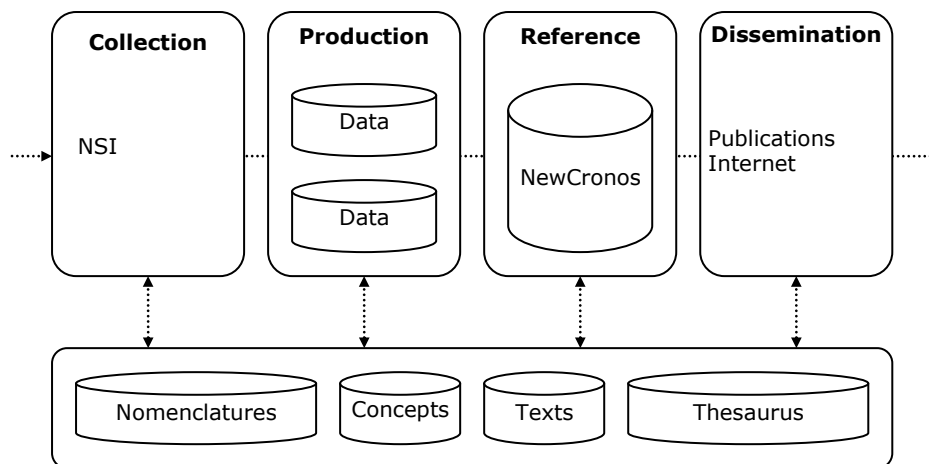 Collection
Production
Reference
Dissemination
NSI
Data
Data
NewCronos
Publications
Internet
Nomenclatures
Concepts
Texts
Thesaurus